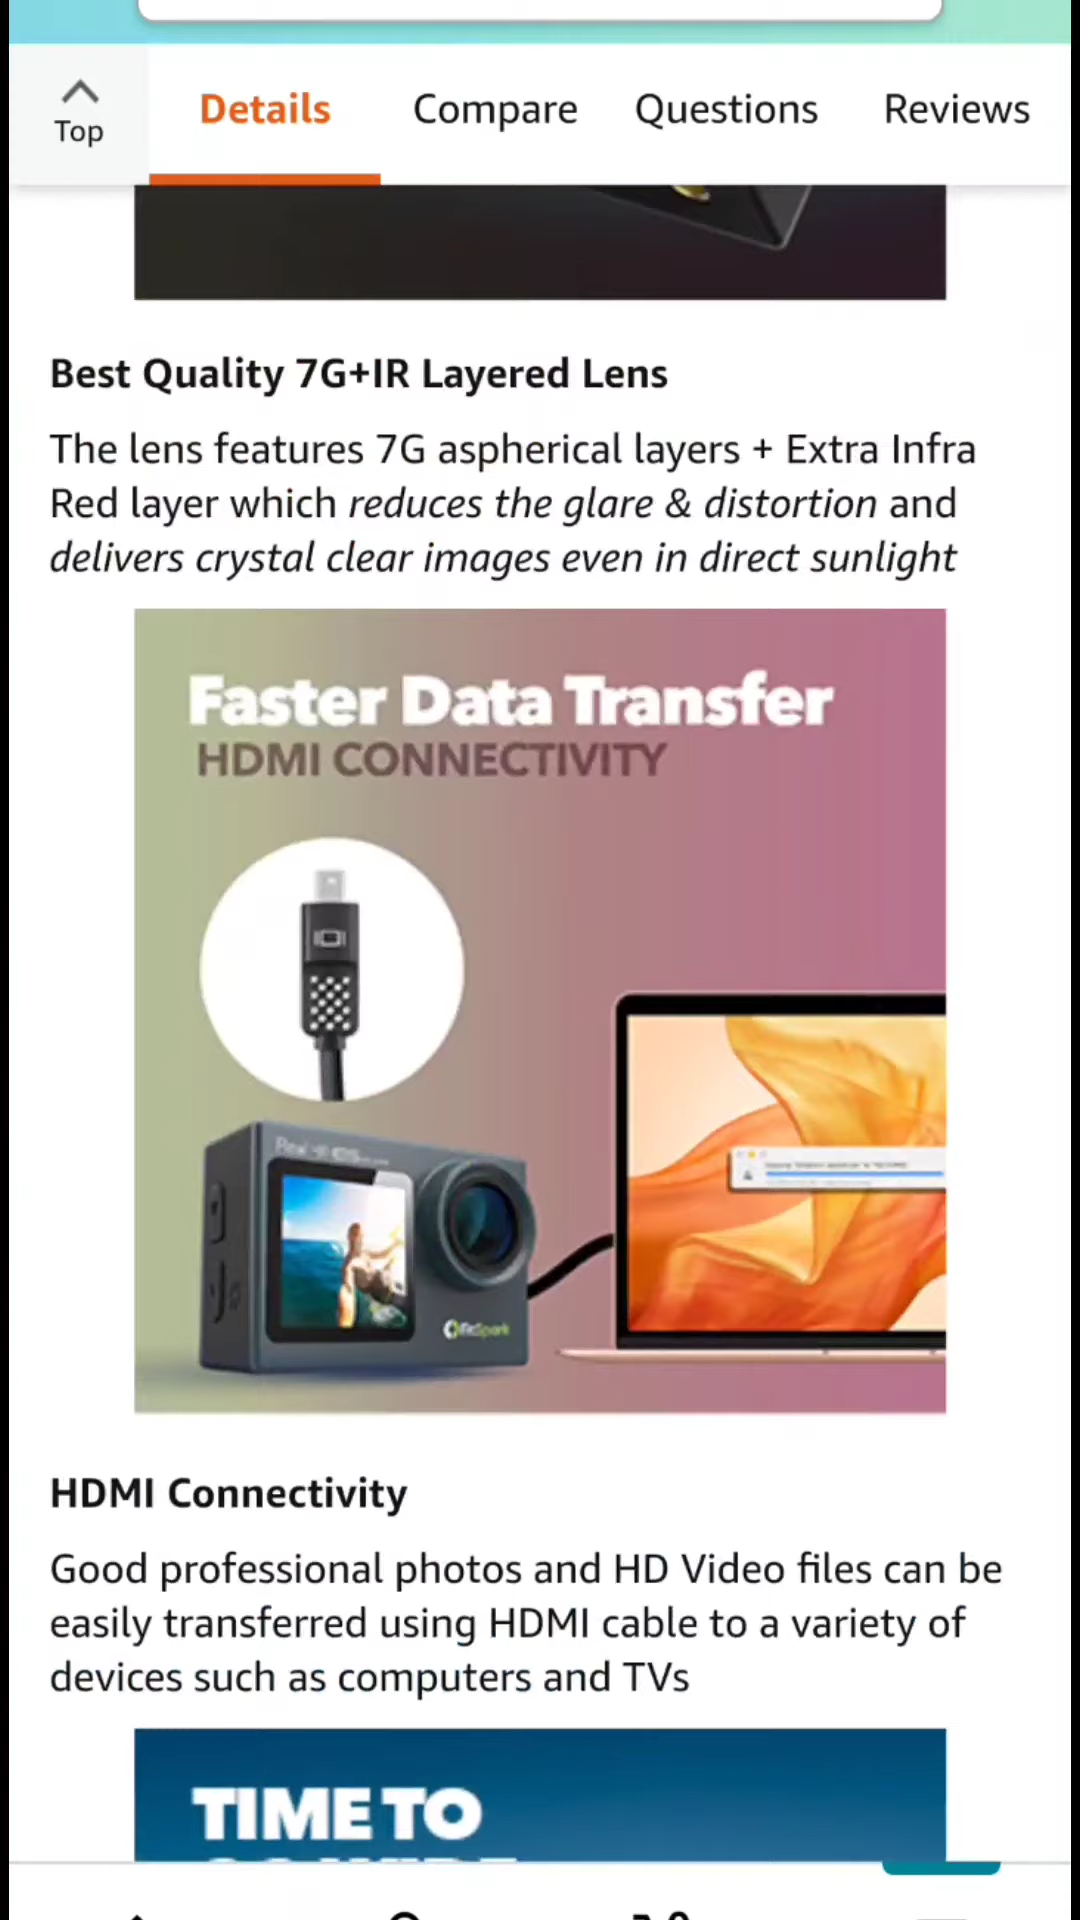 Top
Details
Compare
Questions
Reviews
Best Quality 7G+IR Layered Lens
The lens features 7G aspherical layers + Extra Infra
Red layer which reduces the glare & distortion and
delivers crystal clear images even in direct sunlight
Faster Data Transfer
HDMI CONNECTIVITY
FitSpark
HDMI Connectivity
Good professional photos and HD Video files can be
easily transferred using HDMI cable to a variety of
devices such as computers and TVs
TIME TO